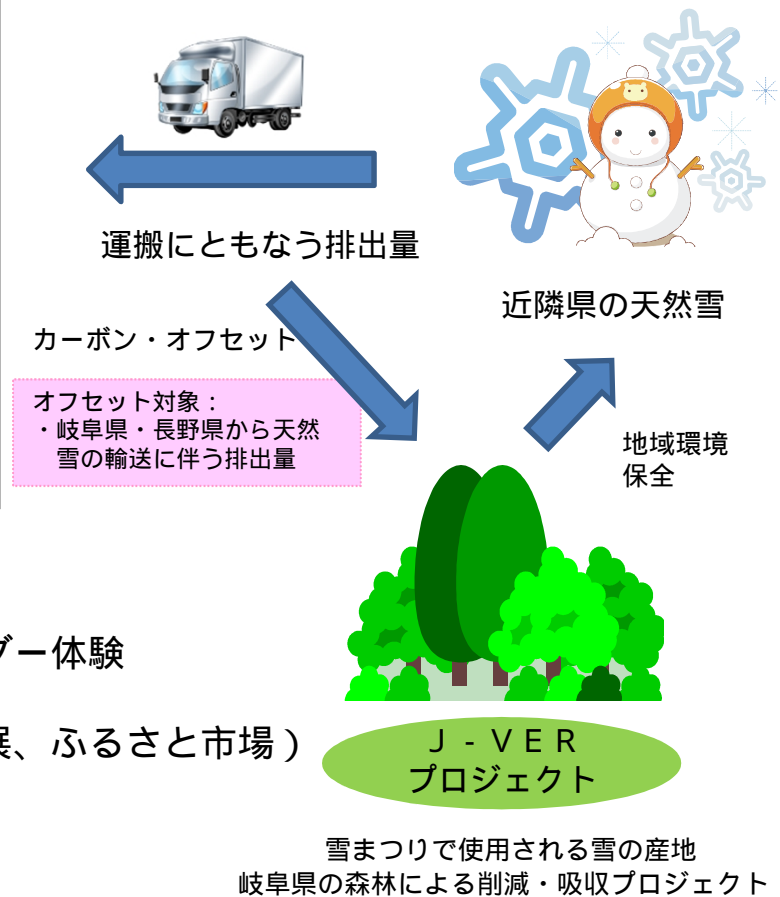 運搬にともなう排出量
近隣県の天然雪
カーボン・オフセット
オフセット対象：
・岐阜県・長野県から天然
雪の輸送に伴う排出量
地域環境
保全
ダー体験
展、ふるさと市場）
Ｊ‐ＶＥＲ
プロジェクト
雪まつりで使用される雪の産地
岐阜県の森林による削減・吸収プロジェクト